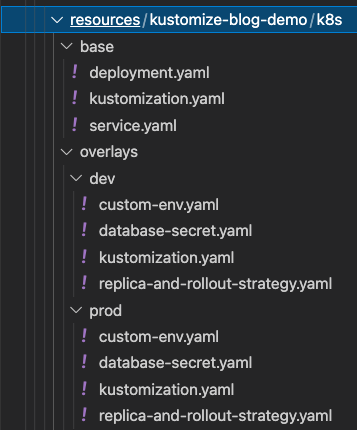 resources/kustomize-blog-demo/k8s
base
! deployment.yaml
! kustomization.yaml
! service.yaml
overlays
dev
! custom-env.yaml
! database-secret.yaml
! kustomization.yaml
! replica-and-rollout-strategy.yaml
prod
! custom-env.yaml
! database-secret.yaml
! kustomization.yaml
! replica-and-rollout-strategy.yaml